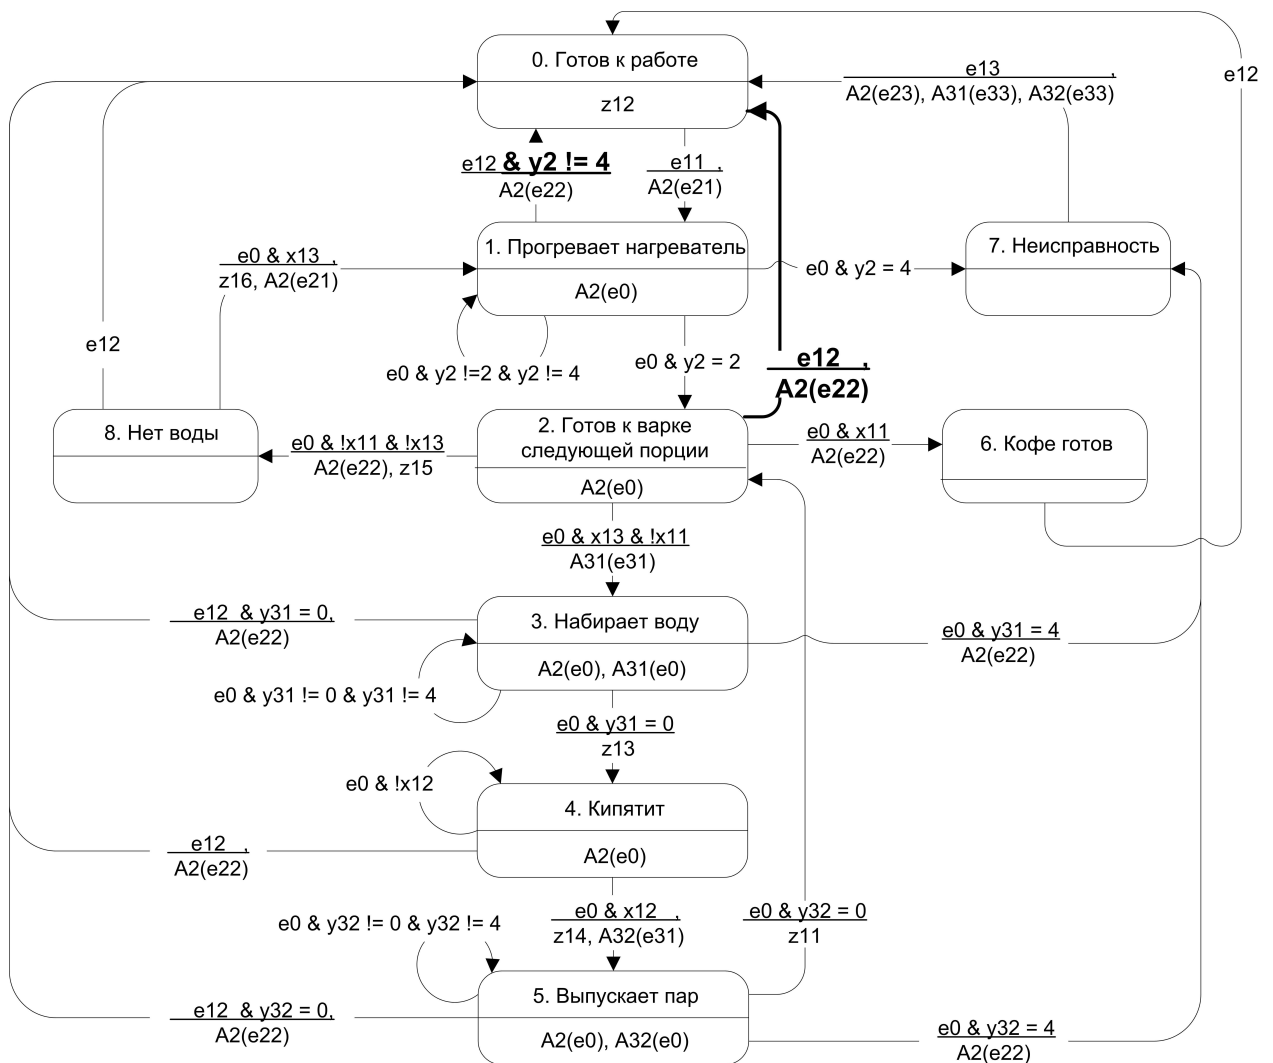 0. Готов к работе
z12
e13 ,
A2(e23), A31(e33), A32(e33)
e12
e12 & y2 != 4
A2(e22)
e11 ,
A2(e21)
1. Прогревает нагреватель
A2(e0)
7. Неисправность
e0 & x13 ,
z16, A2(e21)
e0 & y2 = 4
e12
e0 & y2 !=2 & y2 != 4
e0 & y2 = 2
e12 ,
A2(e22)
8. Нет воды
e0 & !x11 & !x13
A2(e22), z15
2. Готов к варке
следующей порции
A2(e0)
e0 & x11
A2(e22)
6. Кофе готов
e0 & x13 & !x11
A31(e31)
e12 & y31 = 0,
A2(e22)
3. Набирает воду
A2(e0), A31(e0)
e0 & y31 = 4
A2(e22)
e0 & y31 != 0 & y31 != 4
e0 & y31 = 0
z13
e0 & !x12
4. Кипятит
A2(e0)
e12 ,
A2(e22)
e0 & y32 != 0 & y32 != 4
e0 & x12 ,
z14, A32(e31)
e0 & y32 = 0
z11
5. Выпускает пар
A2(e0), A32(e0)
e12 & y32 = 0,
A2(e22)
e0 & y32 = 4
A2(e22)